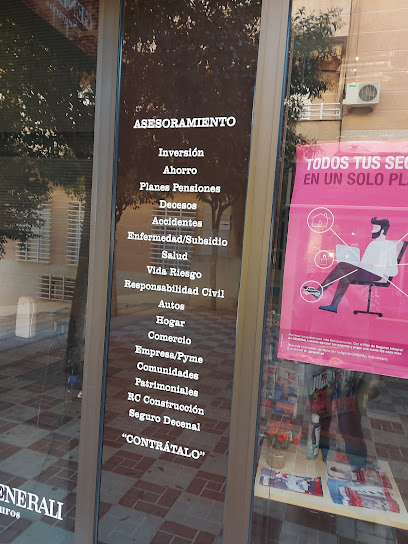 ASESORAMIENTO
Inversión
Ahorro
Planes Pensiones
Decesos
Accidentes
Enfermedad/Subsidio
Salud
Vida Riesgo
Responsabilidad Civil
Autos
Hogar
Comercio
Empresa/Pyme
Comunidades
Patrimoniales
RC Construcción
Seguro Decenal
“CONTRÁTALO”
ENERALI
uros
TODOS TUS SEG
EN UN SOLO PL